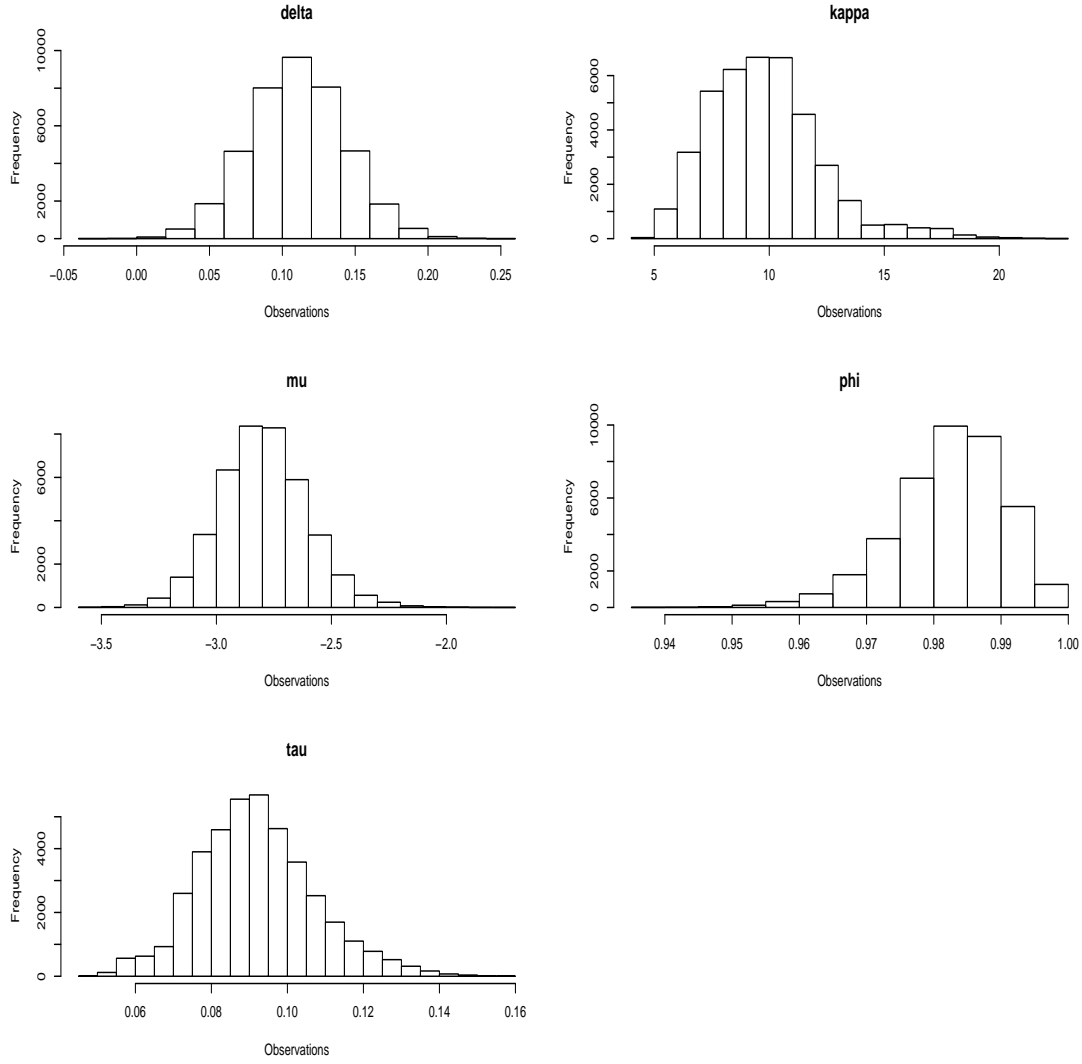 delta
Frequency
10000
6000
2000
0
−0.05 0.00 0.05 0.10 0.15 0.20 0.25
Observations
kappa
Frequency
6000
4000
2000
0
5 10 15 20
Observations
mu
Frequency
6000
2000
0
−3.5 −3.0 −2.5 −2.0
Observations
phi
Frequency
10000
6000
2000
0
0.94 0.95 0.96 0.97 0.98 0.99 1.00
Observations
tau
Frequency
4000
2000
0
0.06 0.08 0.10 0.12 0.14 0.16
Observations